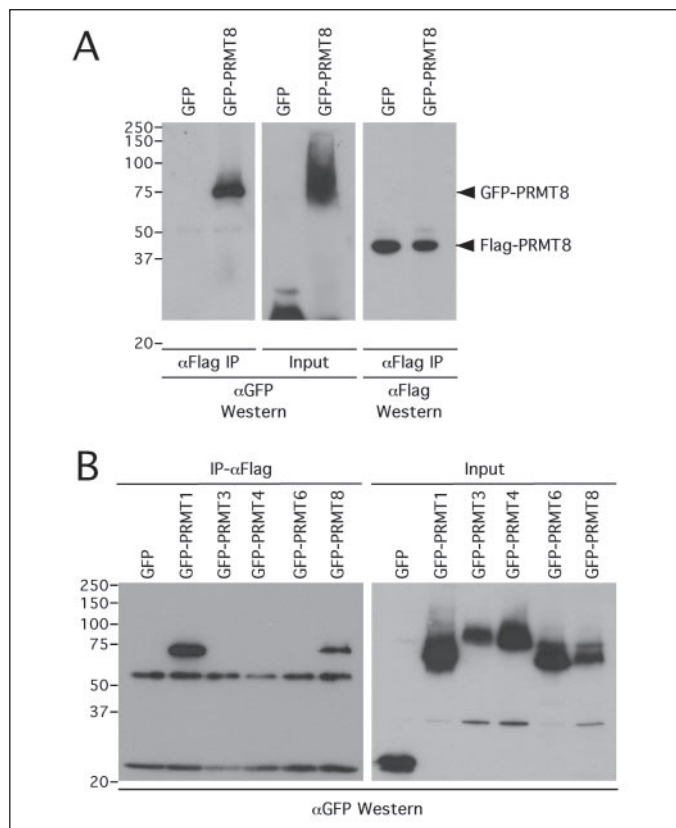 A
GFP
GFP-PRMT8
GFP
GFP-PRMT8
GFP
GFP-PRMT8
250
150
100
75
50
37
20
GFP-PRMT8
Flag-PRMT8
αFlag IP
Input
αFlag IP
αGFP
Western
αFlag
Western
B
IP-αFlag
Input
GFP
GFP-PRMT1
GFP-PRMT3
GFP-PRMT4
GFP-PRMT6
GFP-PRMT8
GFP
GFP-PRMT1
GFP-PRMT3
GFP-PRMT4
GFP-PRMT6
GFP-PRMT8
250
150
100
75
50
37
20
αGFP Western